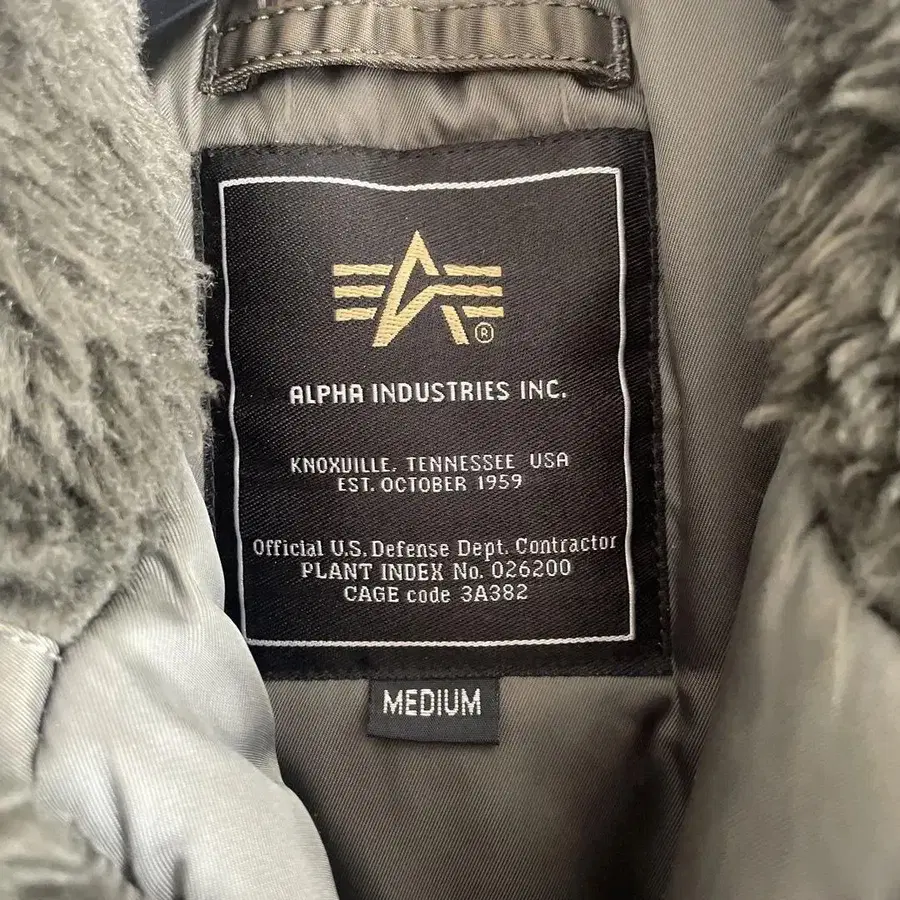 ®
ALPHA INDUSTRIES INC.
KNOXVILLE, TENNESSEE USA
EST. OCTOBER 1959
Official U.S. Defense Dept. Contractor
PLANT INDEX No. 026200
CAGE code 3A382
MEDIUM